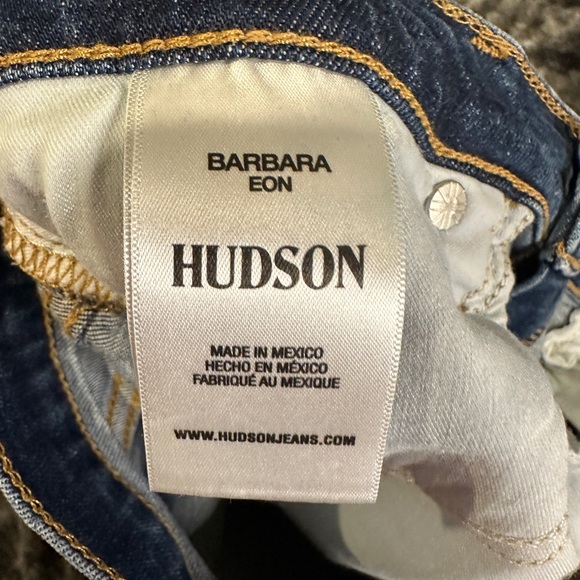 BARBARA
EON
HUDSON
MADE IN MEXICO
HECHO EN MÉXICO
FABRIQUÉ AU MEXIQUE
WWW.HUDSONJEANS.COM